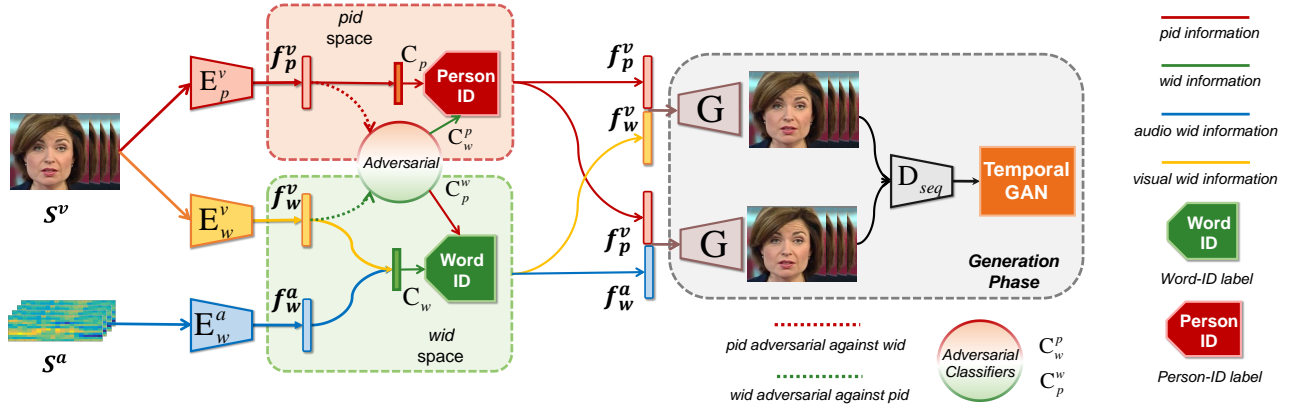 pid
space
f_p^v
C_p
E_p^v
Person
ID
C_w^p
Adversarial
C_p^w
S^v
E_w^v
f_w^v
Word
ID
C_w
f_w^a
E_w^a
S^a
wid
space
f_p^v
f_w^v
G
D_seq
Temporal
GAN
f_p^v
G
f_w^a
Generation
Phase
pid adversarial against wid
wid adversarial against pid
Adversarial
Classifiers
C_w^p
C_p^w
pid information
wid information
audio wid information
visual wid information
Word
ID
Word-ID label
Person
ID
Person-ID label